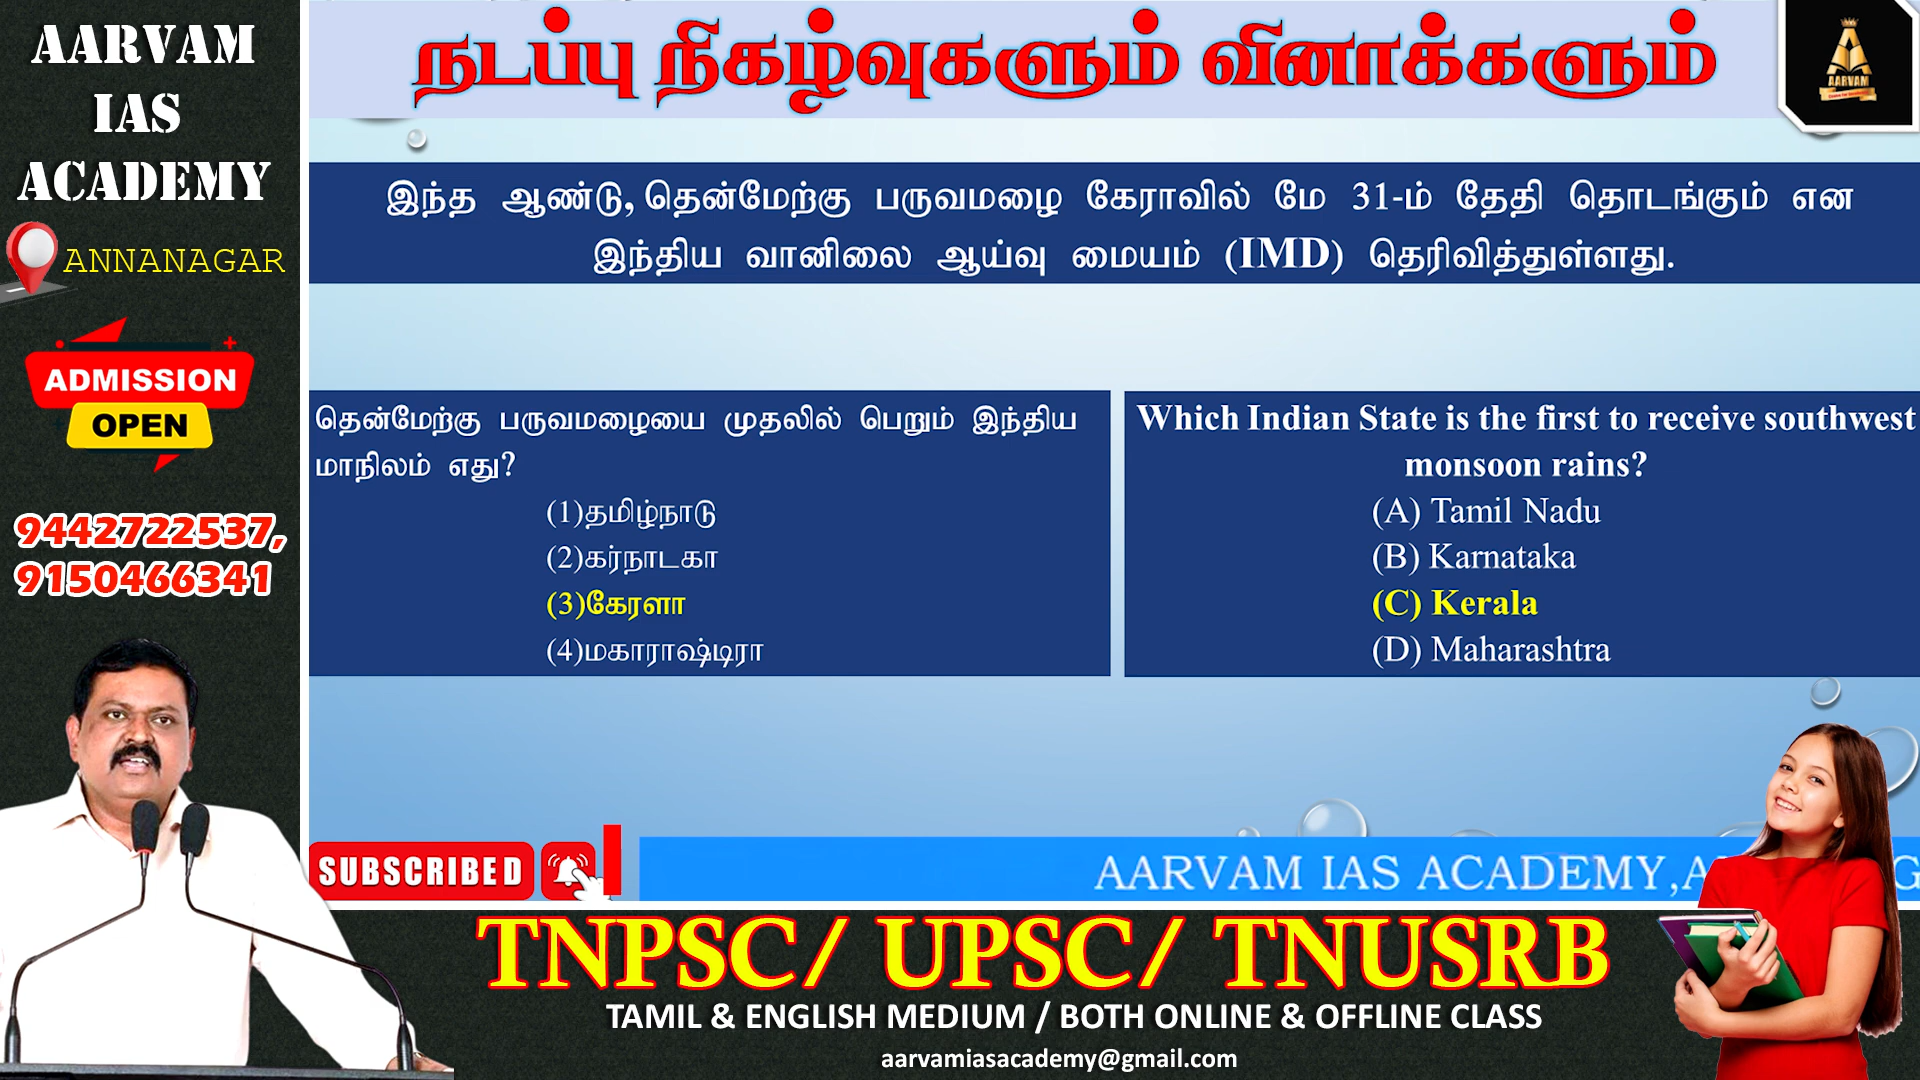 AARVAM
IAS
ACADEMY
ANNANAGAR
ADMISSION
OPEN
9442722537,
9150466341
நடப்பு நிகழ்வுகளும் வினாக்களும்
AARVAM
இந்த ஆண்டு, தென்மேற்கு பருவமழை கேராவில் மே 31-ம் தேதி தொடங்கும் என
இந்திய வானிலை ஆய்வு மையம் (IMD) தெரிவித்துள்ளது.
தென்மேற்கு பருவமழையை முதலில் பெறும் இந்திய
மாநிலம் எது?
(1)தமிழ்நாடு
(2)கர்நாடகா
(3)கேரளா
(4)மகாராஷ்டிரா
Which Indian State is the first to receive southwest
monsoon rains?
(A) Tamil Nadu
(B) Karnataka
(C) Kerala
(D) Maharashtra
SUBSCRIBED
AARVAM IAS ACADEMY,
TNPSC/ UPSC/ TNUSRB
TAMIL & ENGLISH MEDIUM / BOTH ONLINE & OFFLINE CLASS
aarvamiasacademy@gmail.com